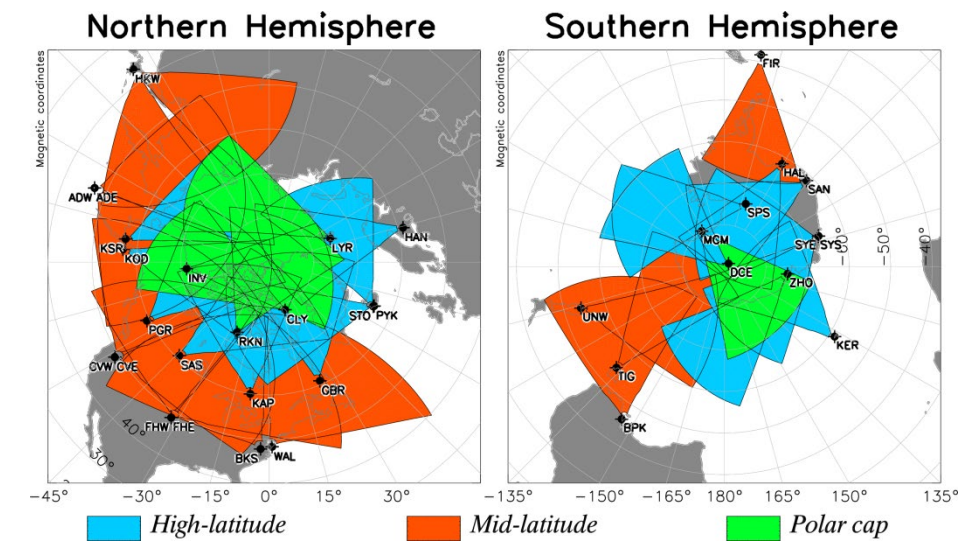 Northern Hemisphere
Southern Hemisphere
Magnetic coordinates
HKW
ADW ADE
KSR
KOD
INV
LYR
HAN
STO PYK
CLY
RKN
PGR
SAS
CVW CVE
GBR
KAP
FHW FHE
BKS
WAL
40°
30°
-45° -30° -15° 0° 15° 30°
Magnetic coordinates
FIR
HAL
SAN
SPS
MCM
SYE SYS
DCE
ZHO
UNW
KER
TIG
BPK
-60° -50° -40°
-135° -150° -165° 180° 165° 150° 135°
High-latitude
Mid-latitude
Polar cap